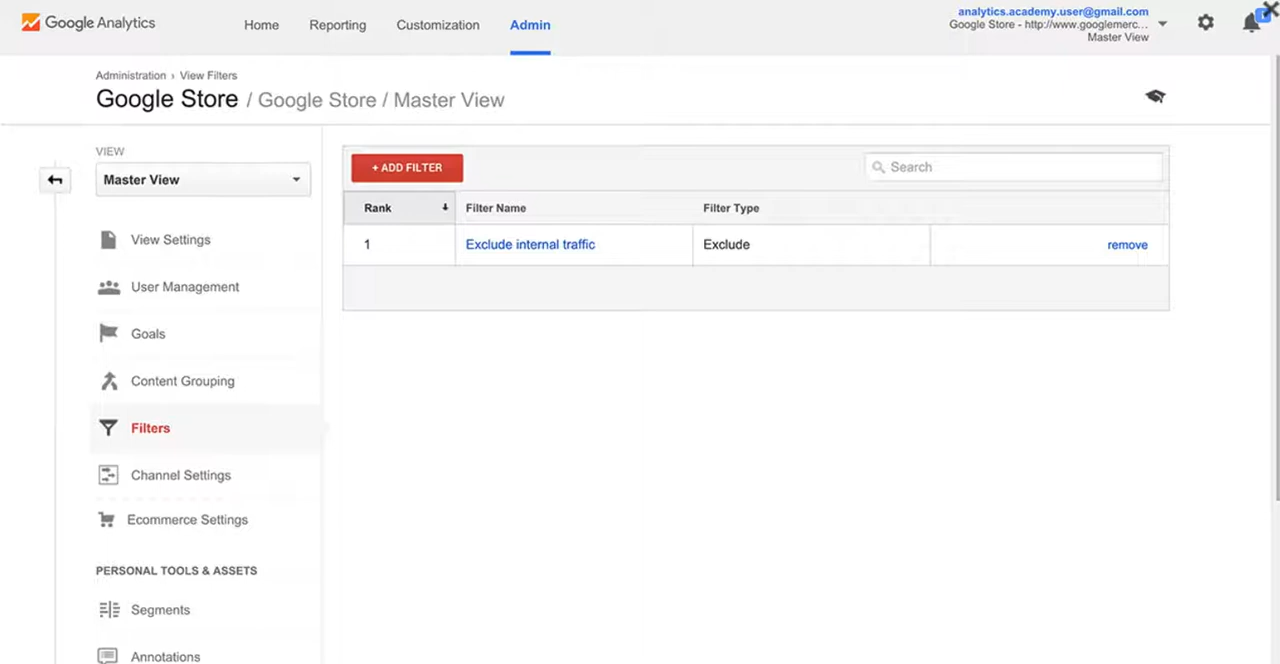 Google Analytics
Home Reporting Customization Admin
analytics.academy.user@gmail.com
Google Store - http://www.googlemerc...
Master View
Administration › View Filters
Google Store / Google Store / Master View
VIEW
Master View
View Settings
User Management
Goals
Content Grouping
Filters
Channel Settings
Ecommerce Settings
PERSONAL TOOLS & ASSETS
Segments
Annotations
+ ADD FILTER
Search
Rank Filter Name Filter Type
1 Exclude internal traffic Exclude remove